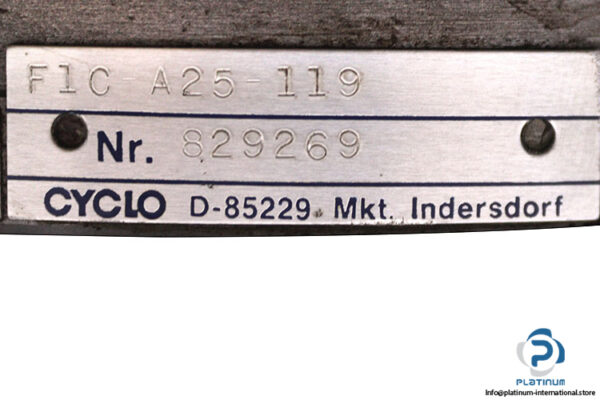 F1C-A25-119
Nr. 829269
CYCLO D-85229 Mkt. Indersdorf
PLATINUM
Info@platinum-international.store